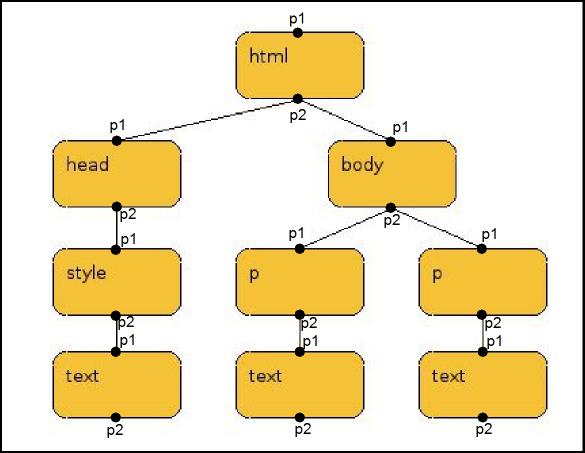 p1
html
p2
p1 p1
head body
p2 p2
p1 p1 p1
style p p
p2 p2 p2
p1 p1 p1
text text text
p2 p2 p2